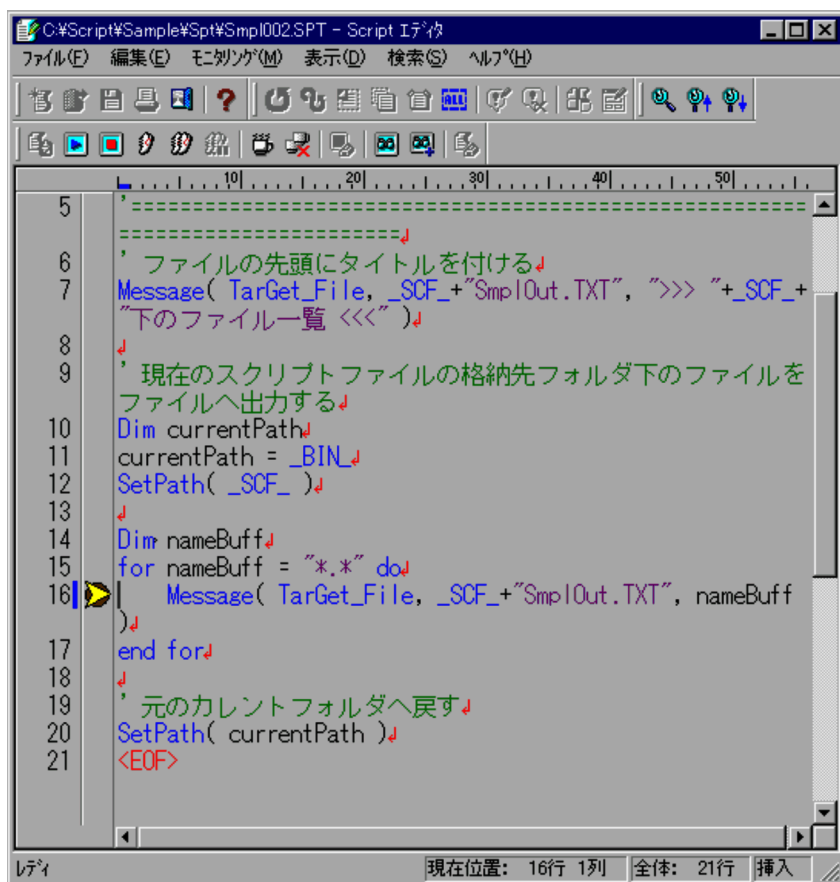 C:¥Script¥Sample¥Spt¥Smpl002.SPT - Script ｴﾃﾞｨﾀ
ﾌｧｲﾙ(F) 編集(E) ﾓﾆﾀﾘﾝｸﾞ(M) 表示(D) 検索(S) ﾍﾙﾌﾟ(H)
ALL
10 20 30 40 50
5 '========================================================
=======================
6 ' ファイルの先頭にタイトルを付ける
7 Message( TarGet_File, _SCF_+"SmplOut.TXT", ">>> "+_SCF_+
"下のファイル一覧 <<<" )
8
9 ' 現在のスクリプトファイルの格納先フォルダ下のファイルを
ファイルへ出力する
10 Dim currentPath
11 currentPath = _BIN_
12 SetPath( _SCF_ )
13
14 Dim nameBuff
15 for nameBuff = "*.*" do
16 Message( TarGet_File, _SCF_+"SmplOut.TXT", nameBuff
)
17 end for
18
19 ' 元のカレントフォルダへ戻す
20 SetPath( currentPath )
21 <EOF>
ﾚﾃﾞｨ 現在位置: 16行 1列 全体: 21行 挿入